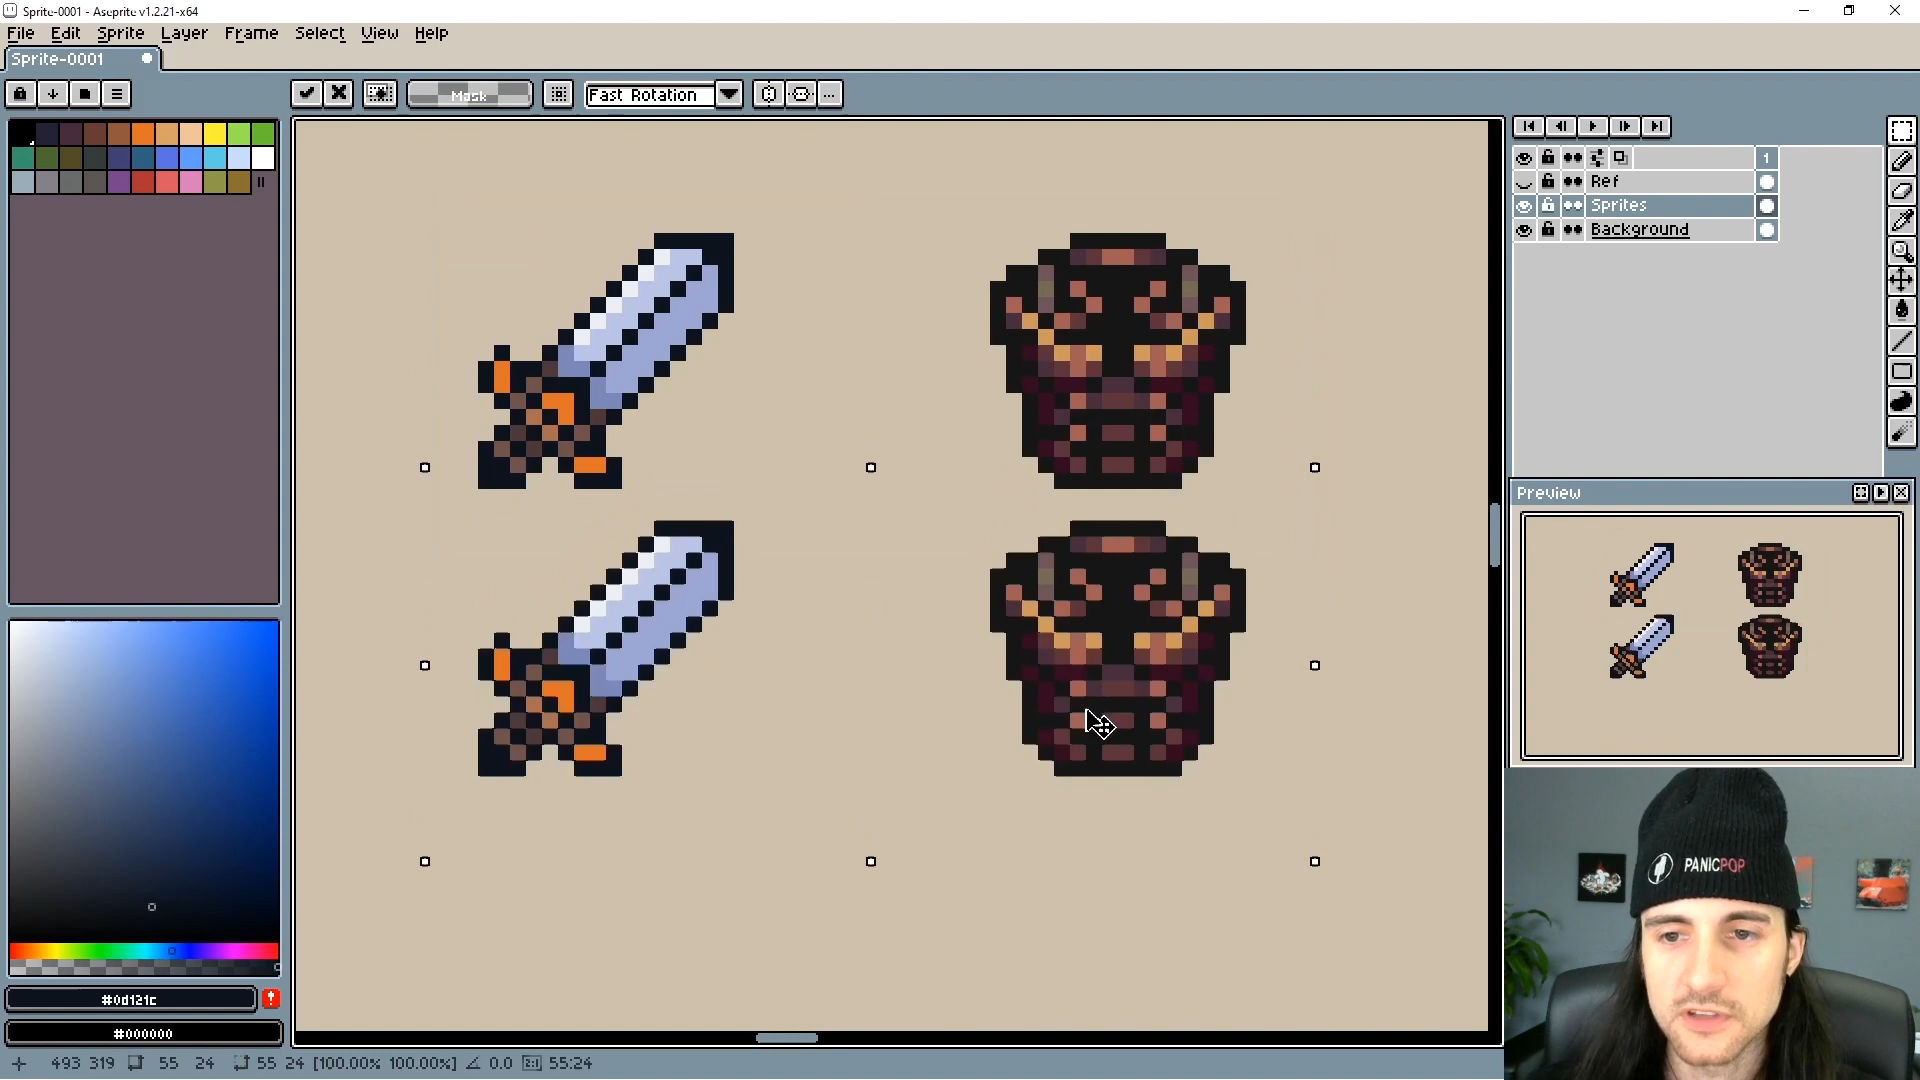 Sprite-0001 - Aseprite v1.2.21-x64
File Edit Sprite Layer Frame Select View Help
Sprite-0001
Mask
Fast Rotation
...
1
Ref
Sprites
Background
Preview
PANICPOP
#0d121c
!
#000000
493 319 55 24 55 24 [100.00% 100.00%] 0.0 55:24